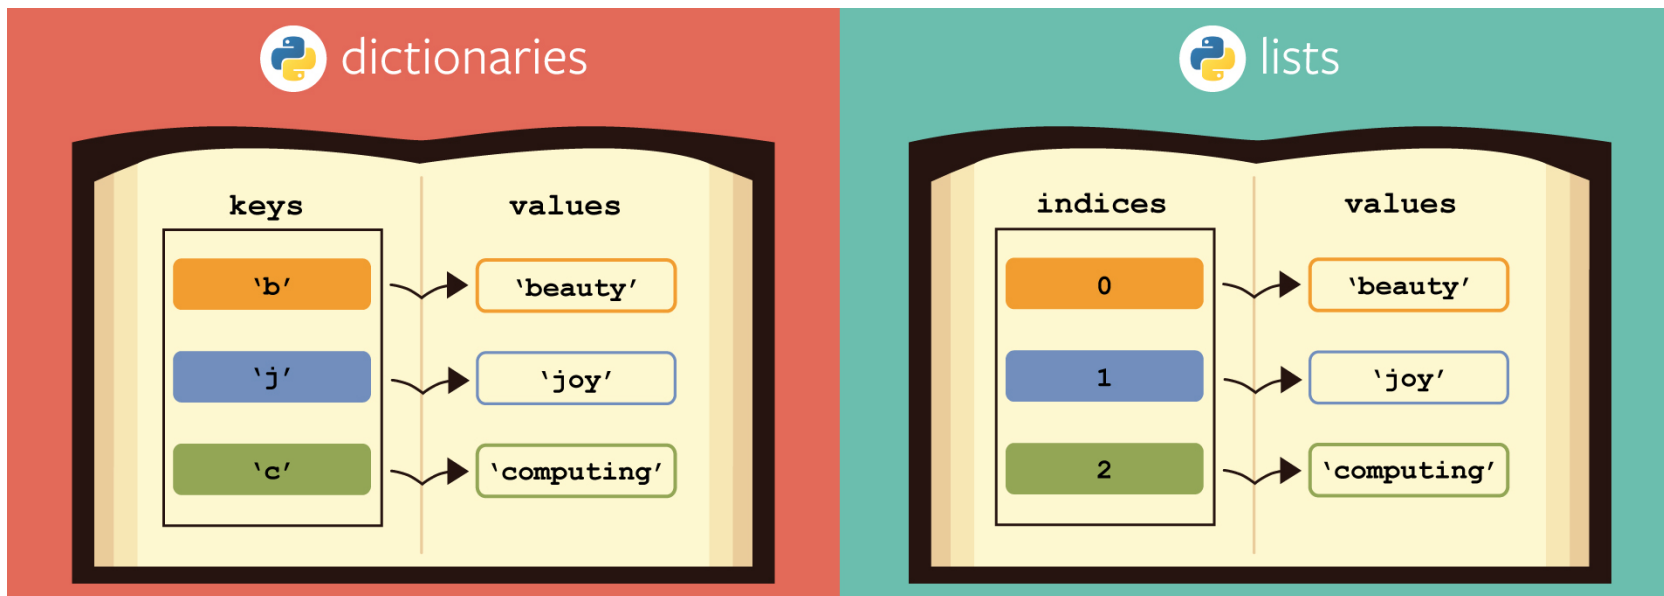 dictionaries
keys values
‘b’ ‘beauty’
‘j’ ‘joy’
‘c’ ‘computing’
lists
indices values
0 ‘beauty’
1 ‘joy’
2 ‘computing’